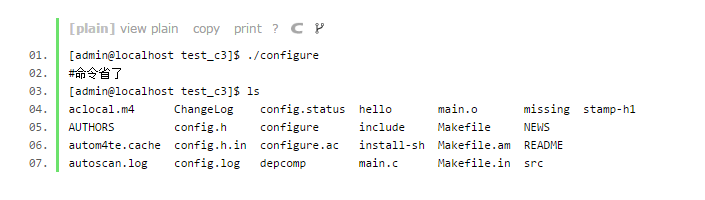 [plain] view plain copy print ?
01. [admin@localhost test_c3]$ ./configure
02. #命令省了
03. [admin@localhost test_c3]$ ls
04. aclocal.m4 ChangeLog config.status hello main.o missing stamp-h1
05. AUTHORS config.h configure include Makefile NEWS
06. autom4te.cache config.h.in configure.ac install-sh Makefile.am README
07. autoscan.log config.log depcomp main.c Makefile.in src